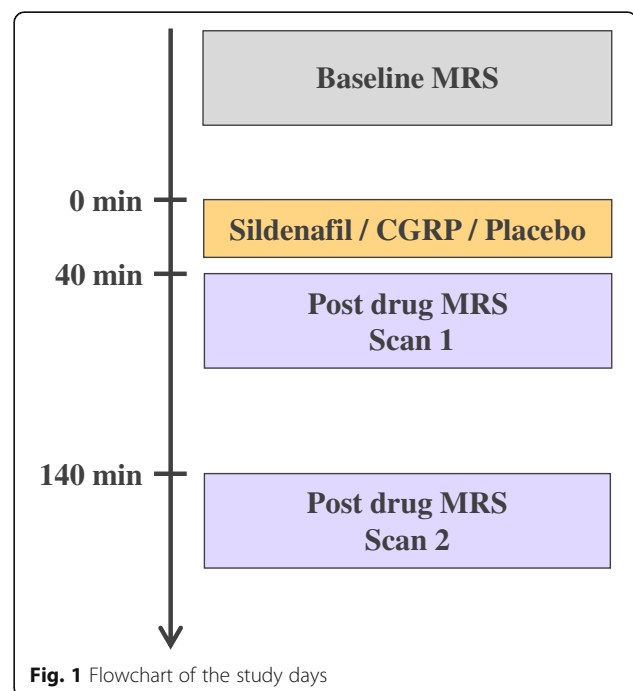 Baseline MRS
0 min
Sildenafil / CGRP / Placebo
40 min
Post drug MRS
Scan 1
140 min
Post drug MRS
Scan 2
Fig. 1 Flowchart of the study days